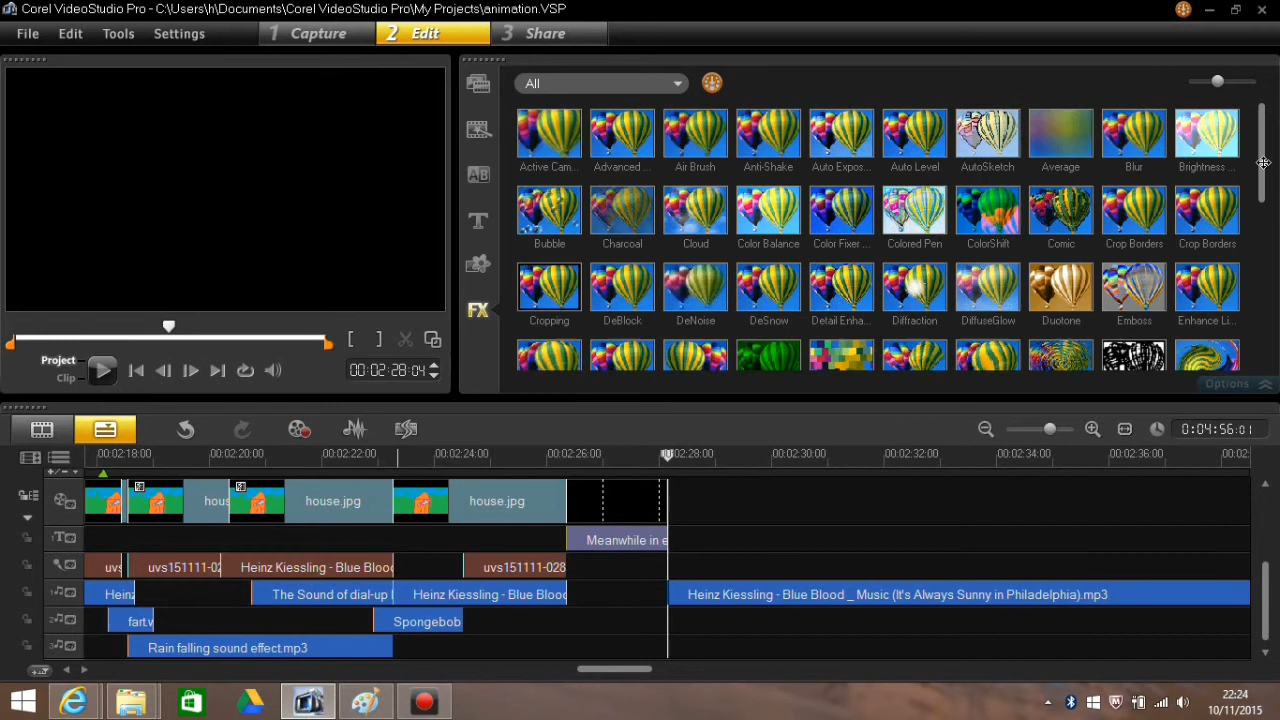 Corel VideoStudio Pro - C:\Users\h\Documents\Corel VideoStudio Pro\My Projects\animation.VSP
File Edit Tools Settings 1 Capture 2 Edit 3 Share
All
Active Cam... Advanced ... Air Brush Anti-Shake Auto Expos... Auto Level AutoSketch Average Blur Brightness ...
Bubble Charcoal Cloud Color Balance Color Fixer ... Colored Pen ColorShift Comic Crop Borders Crop Borders
AB
T
FX
Cropping DeBlock DeNoise DeSnow Detail Enha... Diffraction DiffuseGlow Duotone Emboss Enhance Li...
[ ]
Project
Clip
00:02:28:04
Options
0:04:56:01
00:02:18:00 00:02:20:00 00:02:22:00 00:02:24:00 00:02:26:00 00:02:28:00 00:02:30:00 00:02:32:00 00:02:34:00 00:02:36:00 00:02:
hous house.jpg house.jpg
Meanwhile in e
uvs uvs151111-02 Heinz Kiessling - Blue Blood uvs151111-028
Heinz The Sound of dial-up Heinz Kiessling - Blue Blood Heinz Kiessling - Blue Blood _ Music (It's Always Sunny in Philadelphia).mp3
fart.v Spongebob
Rain falling sound effect.mp3
22:24
10/11/2015